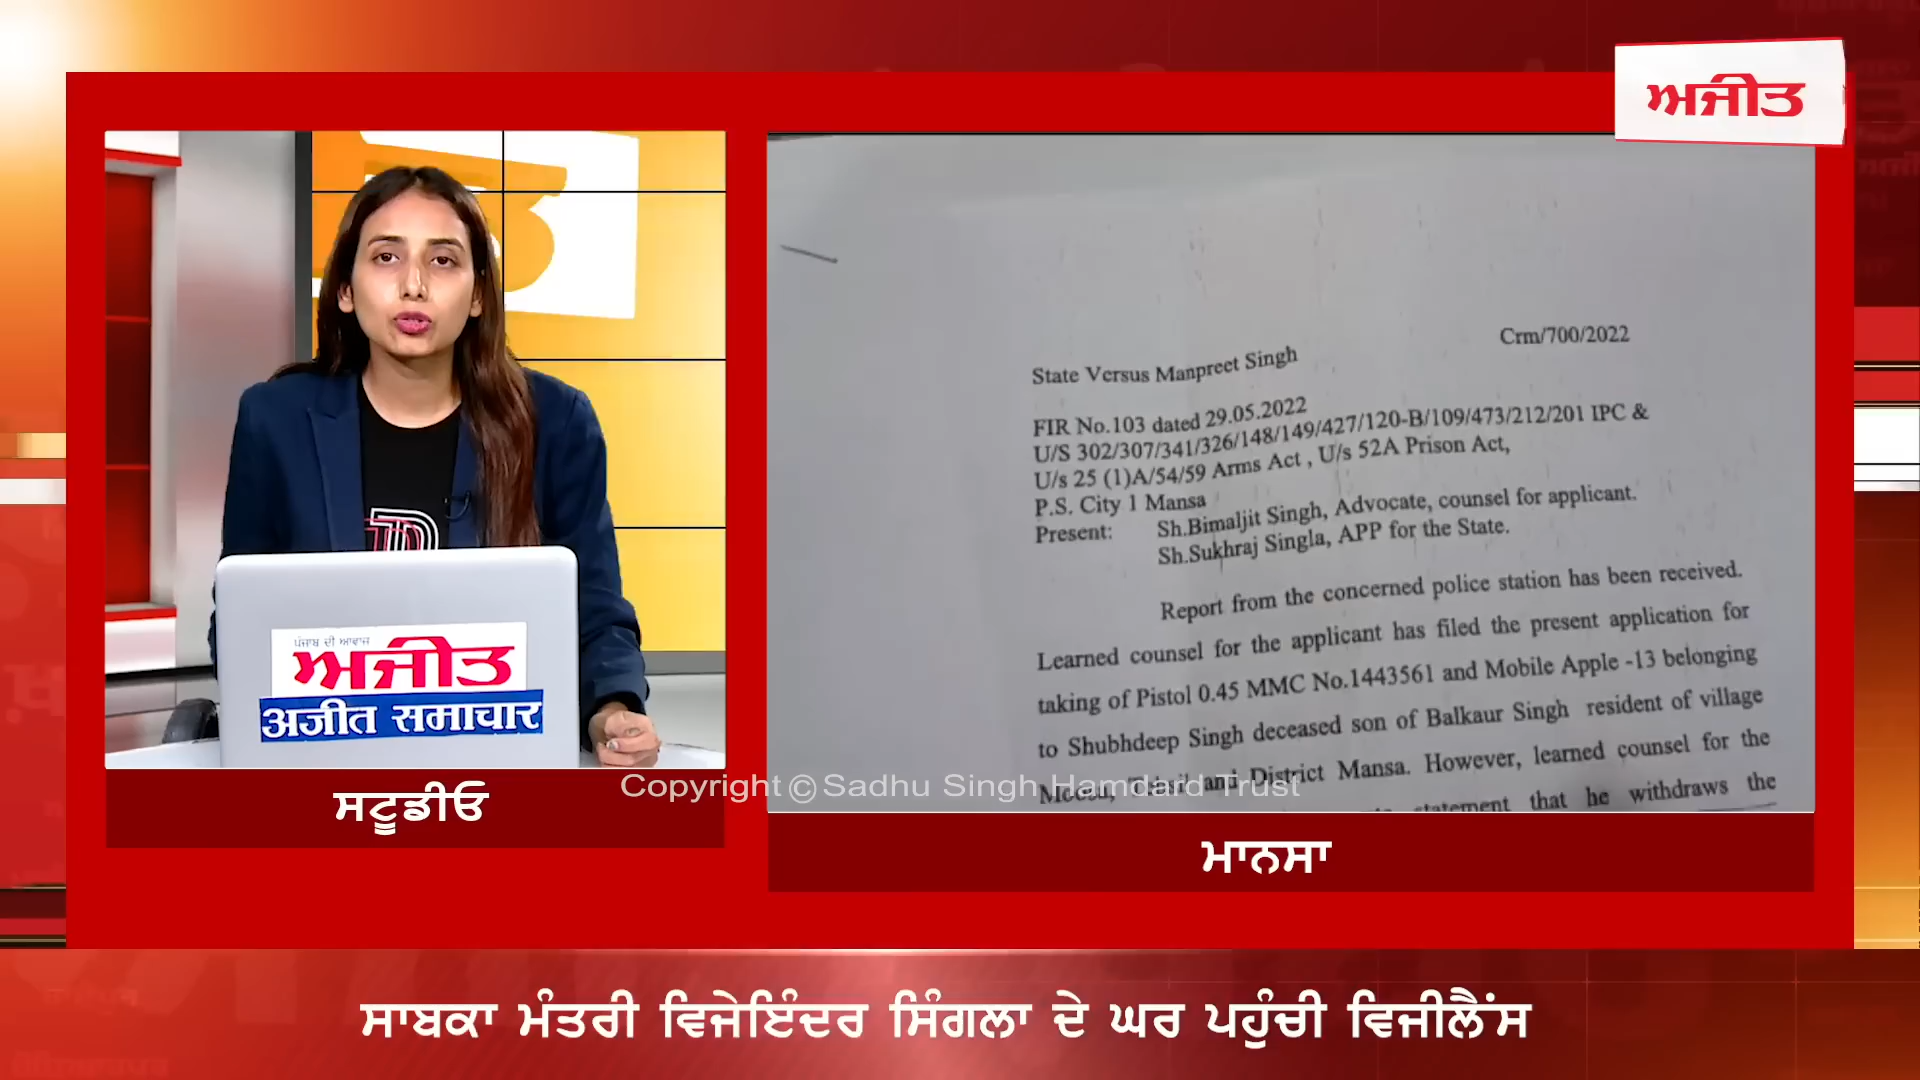 ਅਜੀਤ
Crm/700/2022
State Versus Manpreet Singh
FIR No.103 dated 29.05.2022
U/S 302/307/341/326/148/149/427/120-B/109/473/212/201 IPC &
U/s 25 (1)A/54/59 Arms Act , U/s 52A Prison Act,
P.S. City 1 Mansa
Present: Sh.Bimaljit Singh, Advocate, counsel for applicant.
Sh.Sukhraj Singla, APP for the State.
Report from the concerned police station has been received.
Learned counsel for the applicant has filed the present application for
taking of Pistol 0.45 MMC No.1443561 and Mobile Apple -13 belonging
to Shubhdeep Singh deceased son of Balkaur Singh resident of village
and District Mansa. However, learned counsel for the
statement that he withdraws the
ਪੰਜਾਬ ਦੀ ਆਵਾਜ਼
ਅਜੀਤ
अजीत समाचार
Copyright © Sadhu Singh Hamdard Trust
ਸਟੂਡੀਓ
ਮਾਨਸਾ
ਸਾਬਕਾ ਮੰਤਰੀ ਵਿਜੇਇੰਦਰ ਸਿੰਗਲਾ ਦੇ ਘਰ ਪਹੁੰਚੀ ਵਿਜੀਲੈਂਸ